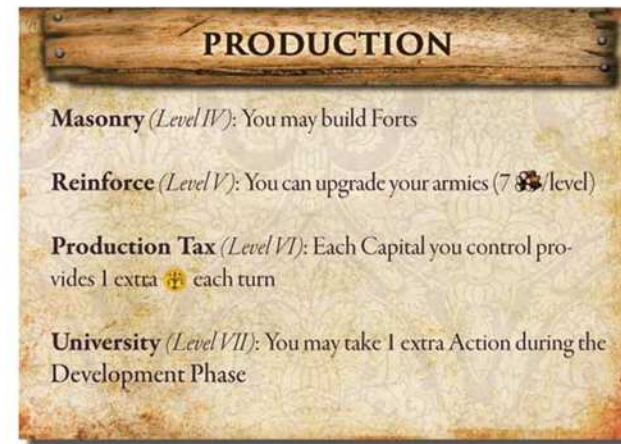 PRODUCTION
Masonry (Level IV): You may build Forts
Reinforce (Level V): You can upgrade your armies (7 /level)
Production Tax (Level VI): Each Capital you control pro-
vides 1 extra each turn
University (Level VII): You may take 1 extra Action during the
Development Phase